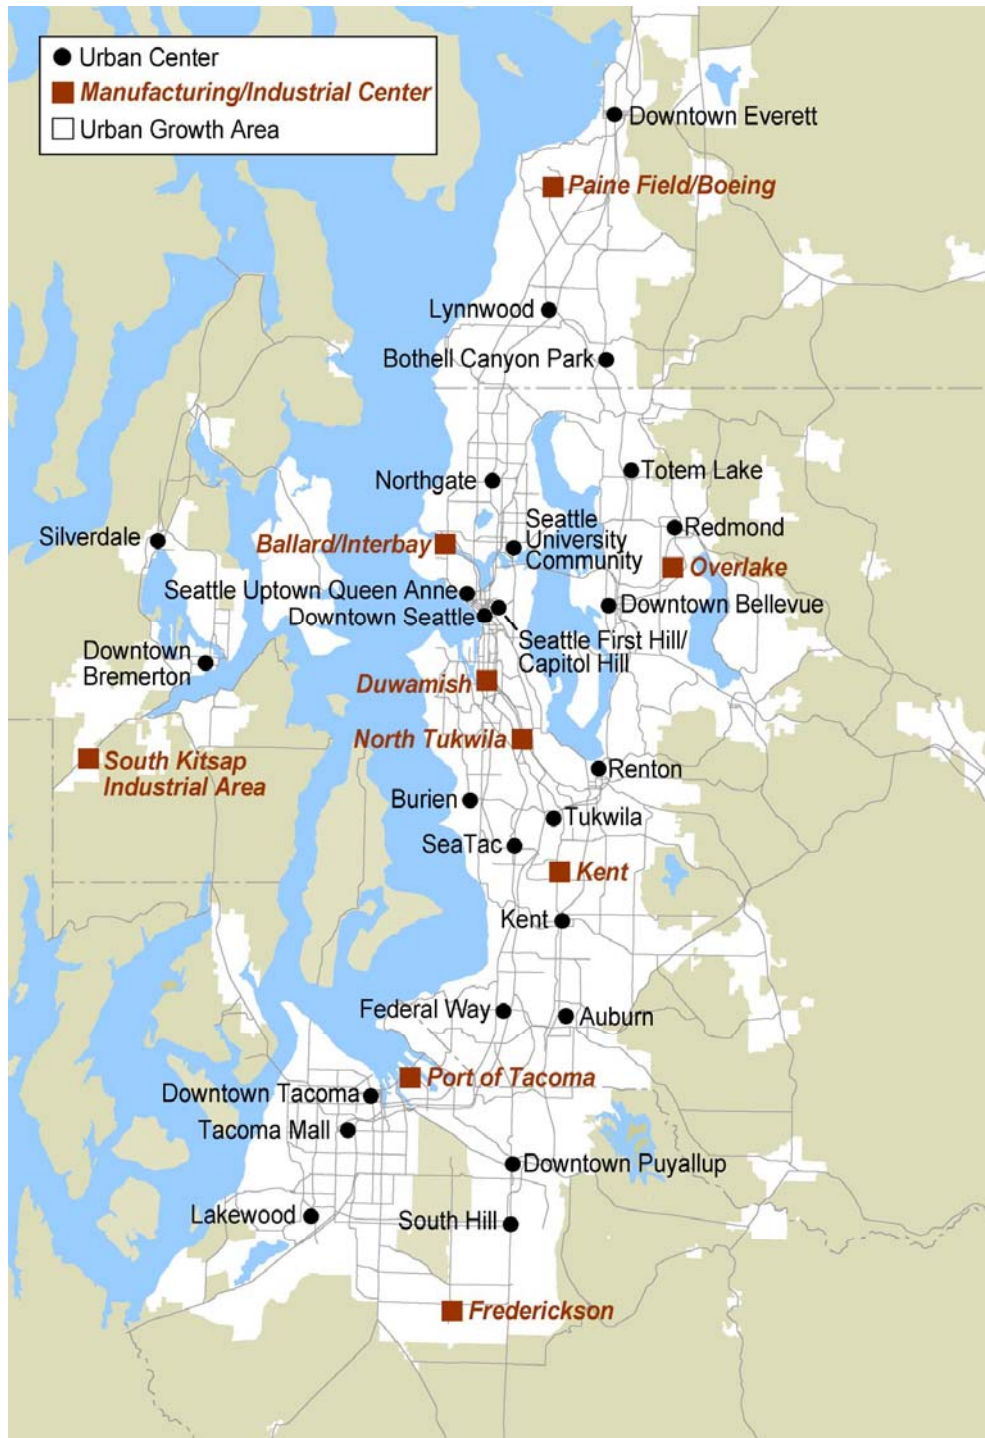 Urban Center
Manufacturing/Industrial Center
Urban Growth Area
Downtown Everett
Paine Field/Boeing
Lynnwood
Bothell Canyon Park
Totem Lake
Northgate
Seattle
University
Community
Redmond
Silverdale
Ballard/Interbay
Overlake
Seattle Uptown Queen Anne
Downtown Seattle
Downtown Bellevue
Seattle First Hill/
Capitol Hill
Downtown
Bremerton
Duwamish
North Tukwila
South Kitsap
Industrial Area
Renton
Burien
Tukwila
SeaTac
Kent
Kent
Federal Way
Auburn
Port of Tacoma
Downtown Tacoma
Tacoma Mall
Downtown Puyallup
Lakewood
South Hill
Frederickson